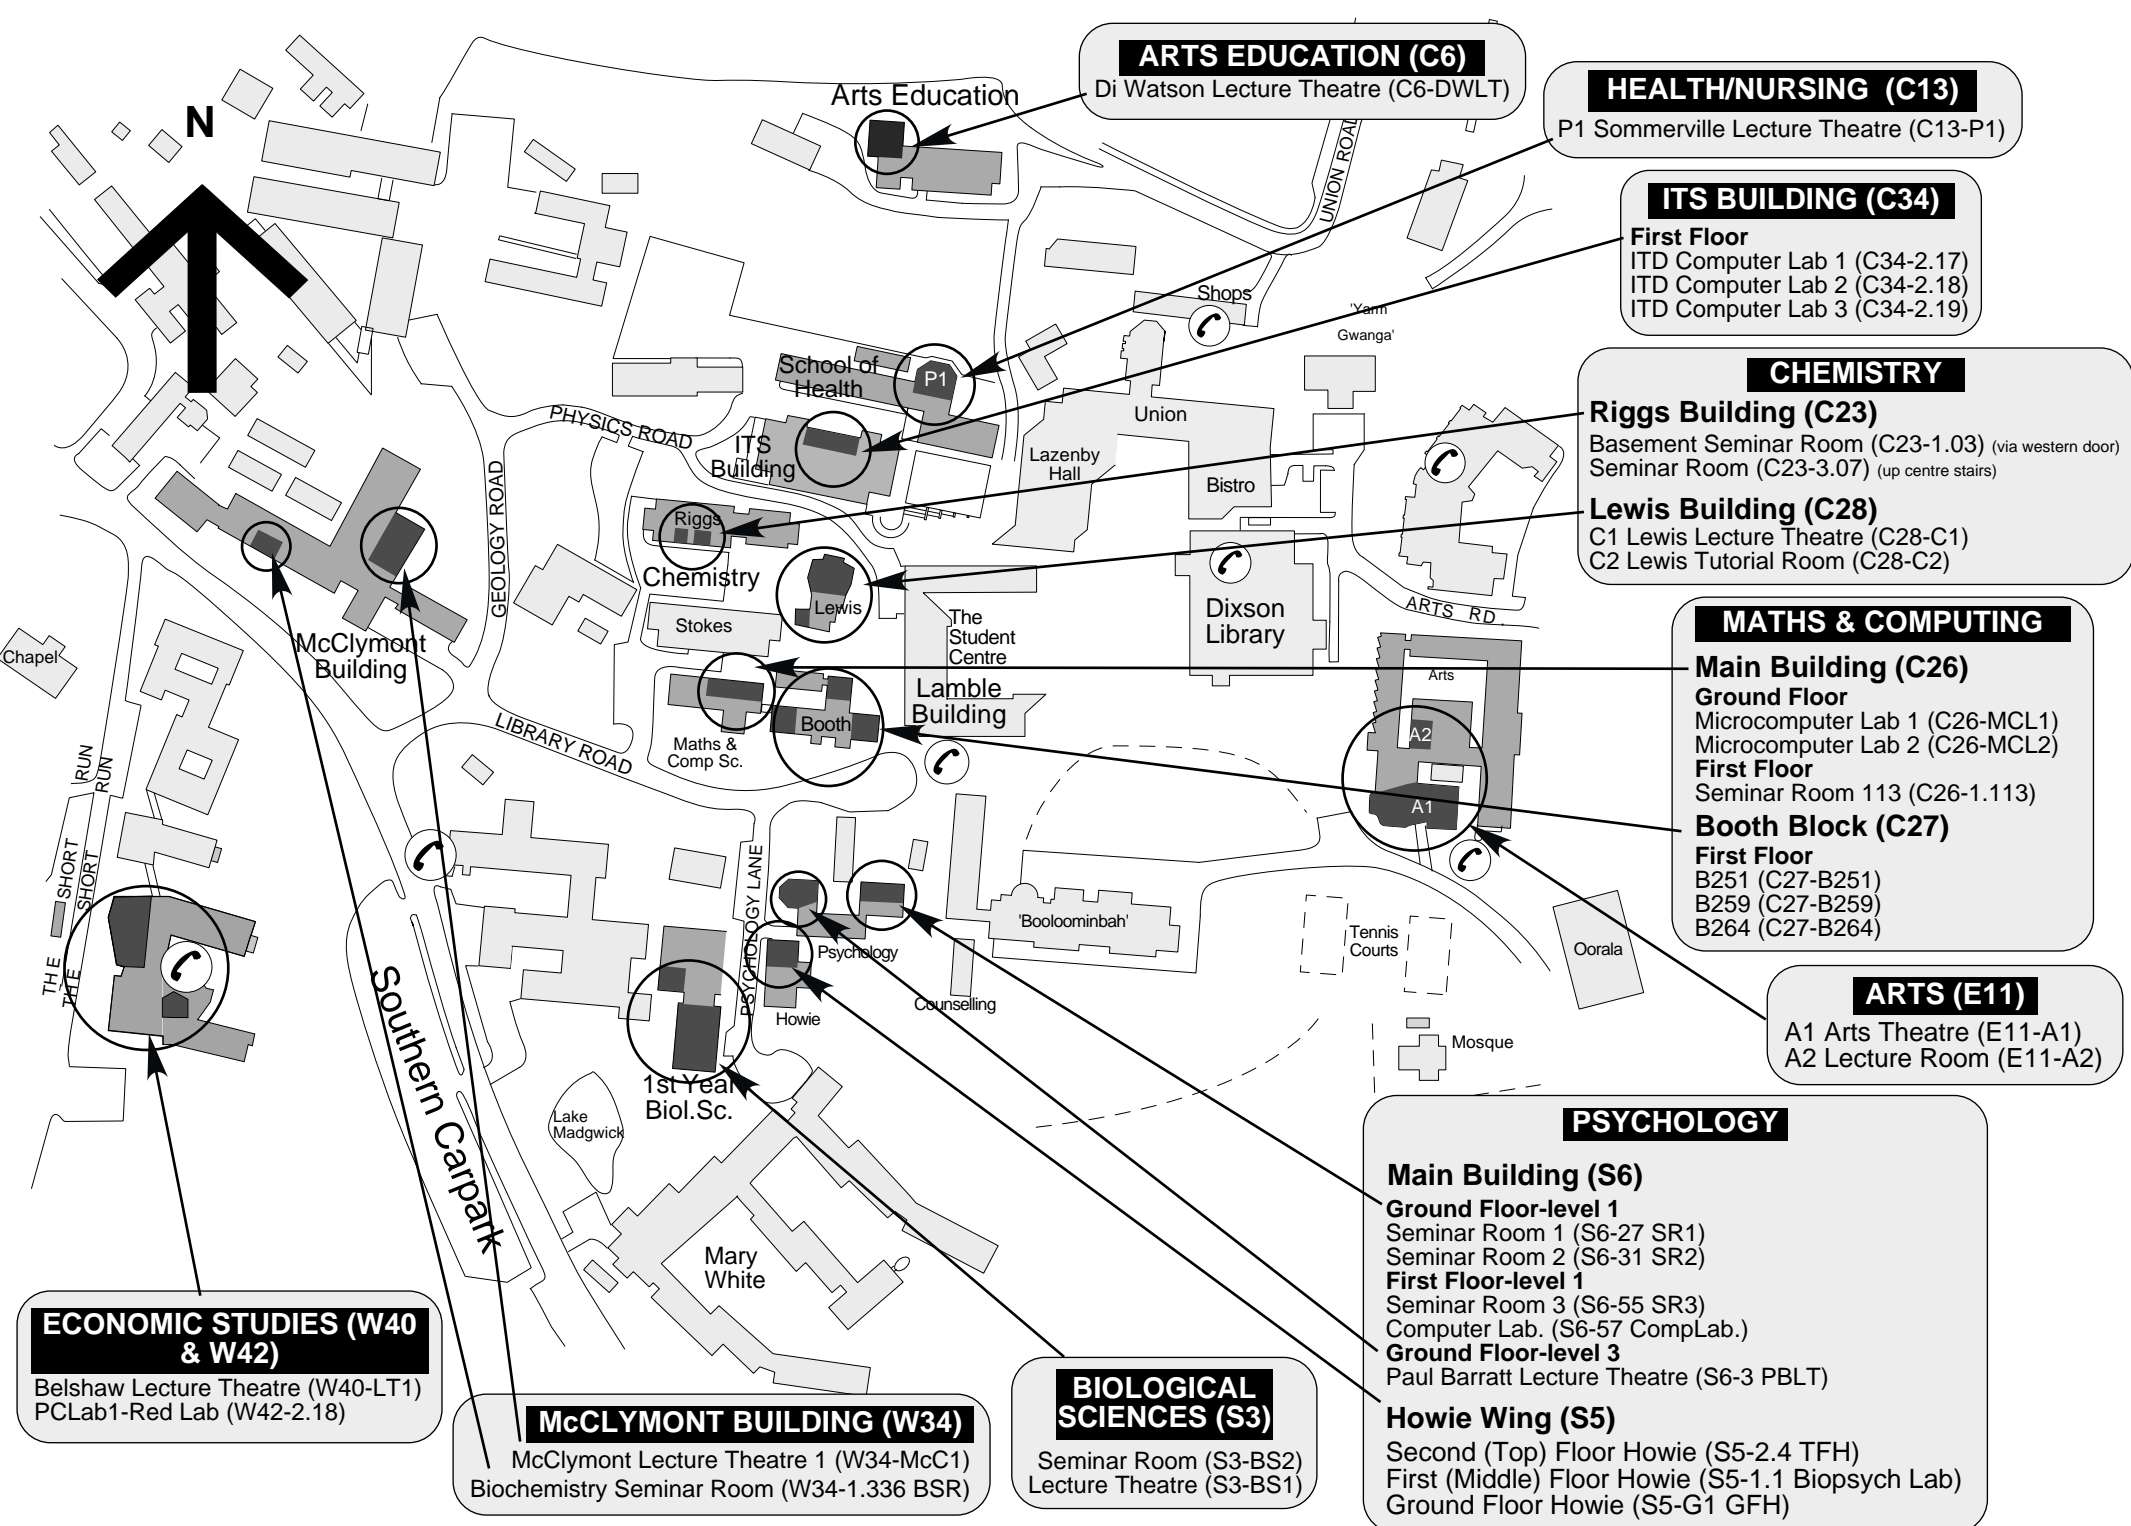 N
ARTS EDUCATION (C6)
Di Watson Lecture Theatre (C6-DWLT)
HEALTH/NURSING (C13)
P1 Sommerville Lecture Theatre (C13-P1)
ITS BUILDING (C34)
First Floor
ITD Computer Lab 1 (C34-2.17)
ITD Computer Lab 2 (C34-2.18)
ITD Computer Lab 3 (C34-2.19)
CHEMISTRY
Riggs Building (C23)
Basement Seminar Room (C23-1.03) (via western door)
Seminar Room (C23-3.07) (up centre stairs)
Lewis Building (C28)
C1 Lewis Lecture Theatre (C28-C1)
C2 Lewis Tutorial Room (C28-C2)
MATHS & COMPUTING
Main Building (C26)
Ground Floor
Microcomputer Lab 1 (C26-MCL1)
Microcomputer Lab 2 (C26-MCL2)
First Floor
Seminar Room 113 (C26-1.113)
Booth Block (C27)
First Floor
B251 (C27-B251)
B259 (C27-B259)
B264 (C27-B264)
ARTS (E11)
A1 Arts Theatre (E11-A1)
A2 Lecture Room (E11-A2)
PSYCHOLOGY
Main Building (S6)
Ground Floor-level 1
Seminar Room 1 (S6-27 SR1)
Seminar Room 2 (S6-31 SR2)
First Floor-level 1
Seminar Room 3 (S6-55 SR3)
Computer Lab. (S6-57 CompLab.)
Ground Floor-level 3
Paul Barratt Lecture Theatre (S6-3 PBLT)
Howie Wing (S5)
Second (Top) Floor Howie (S5-2.4 TFH)
First (Middle) Floor Howie (S5-1.1 Biopsych Lab)
Ground Floor Howie (S5-G1 GFH)
BIOLOGICAL
SCIENCES (S3)
Seminar Room (S3-BS2)
Lecture Theatre (S3-BS1)
McCLYMONT BUILDING (W34)
McClymont Lecture Theatre 1 (W34-McC1)
Biochemistry Seminar Room (W34-1.336 BSR)
ECONOMIC STUDIES (W40
& W42)
Belshaw Lecture Theatre (W40-LT1)
PCLab1-Red Lab (W42-2.18)
Arts Education
UNION ROAD
Shops
'Yarm
Gwanga'
School of
Health
P1
PHYSICS ROAD
ITS
Building
Union
Lazenby
Hall
Bistro
GEOLOGY ROAD
Riggs
Chemistry
Lewis
Stokes
The
Student
Centre
Dixson
Library
ARTS RD.
McClymont
Building
Chapel
Lamble
Building
Arts
A2
A1
Booth
Maths &
Comp Sc.
LIBRARY ROAD
THE SHORT RUN
THE SHORT RUN
PSYCHOLOGY LANE
Psychology
'Booloominbah'
Tennis
Courts
Oorala
Howie
Counselling
Mosque
Southern Carpark
1st Year
Biol.Sc.
Lake
Madgwick
Mary
White